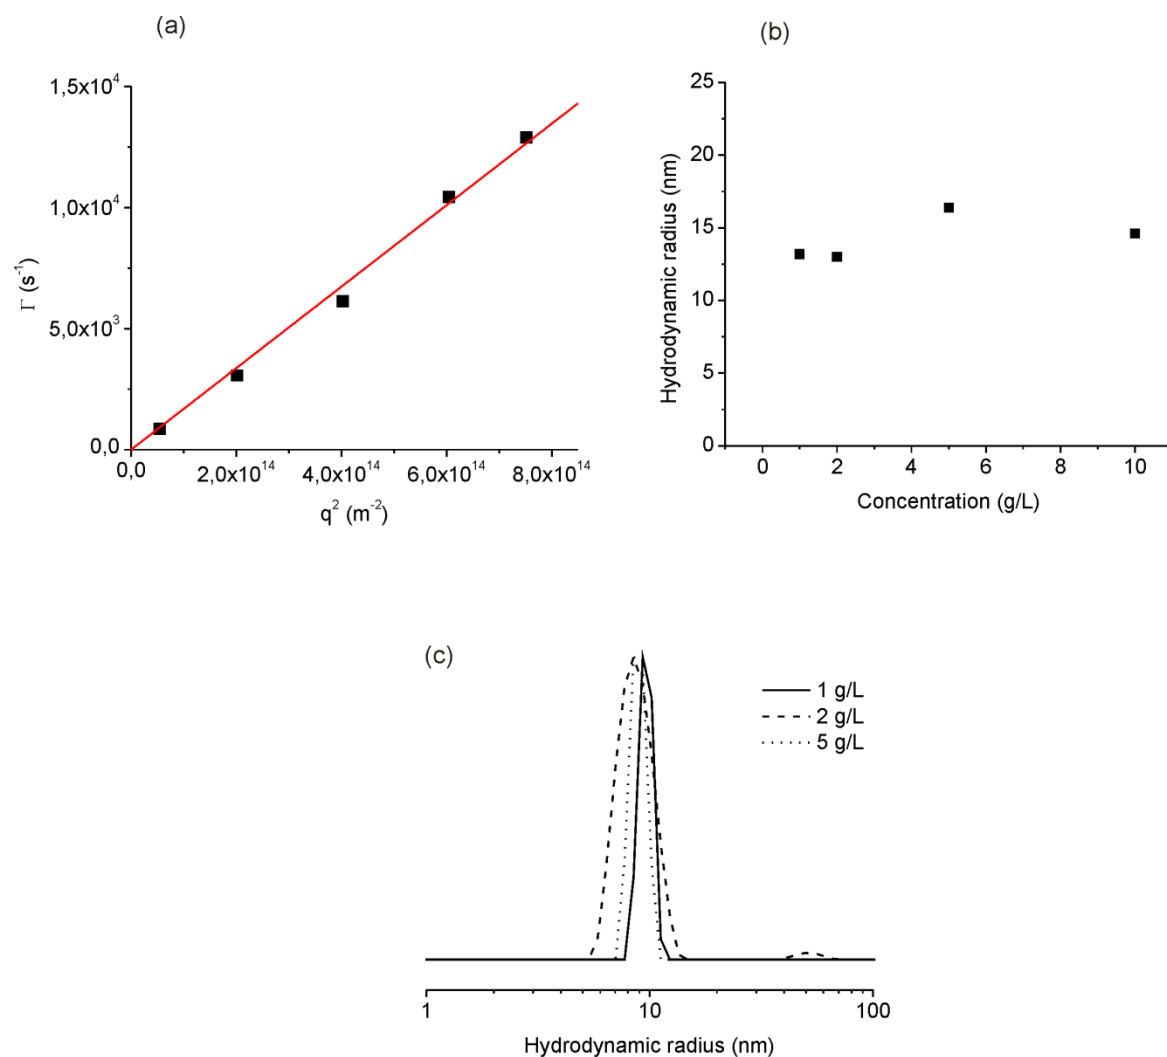 (a)
1,5x10⁴
1,0x10⁴
5,0x10³
0,0
Γ (s⁻¹)
0,0
2,0x10¹⁴
4,0x10¹⁴
6,0x10¹⁴
8,0x10¹⁴
q² (m⁻²)
(b)
25
20
15
10
5
0
Hydrodynamic radius (nm)
0
2
4
6
8
10
Concentration (g/L)
(c)
1 g/L
2 g/L
5 g/L
1
10
100
Hydrodynamic radius (nm)